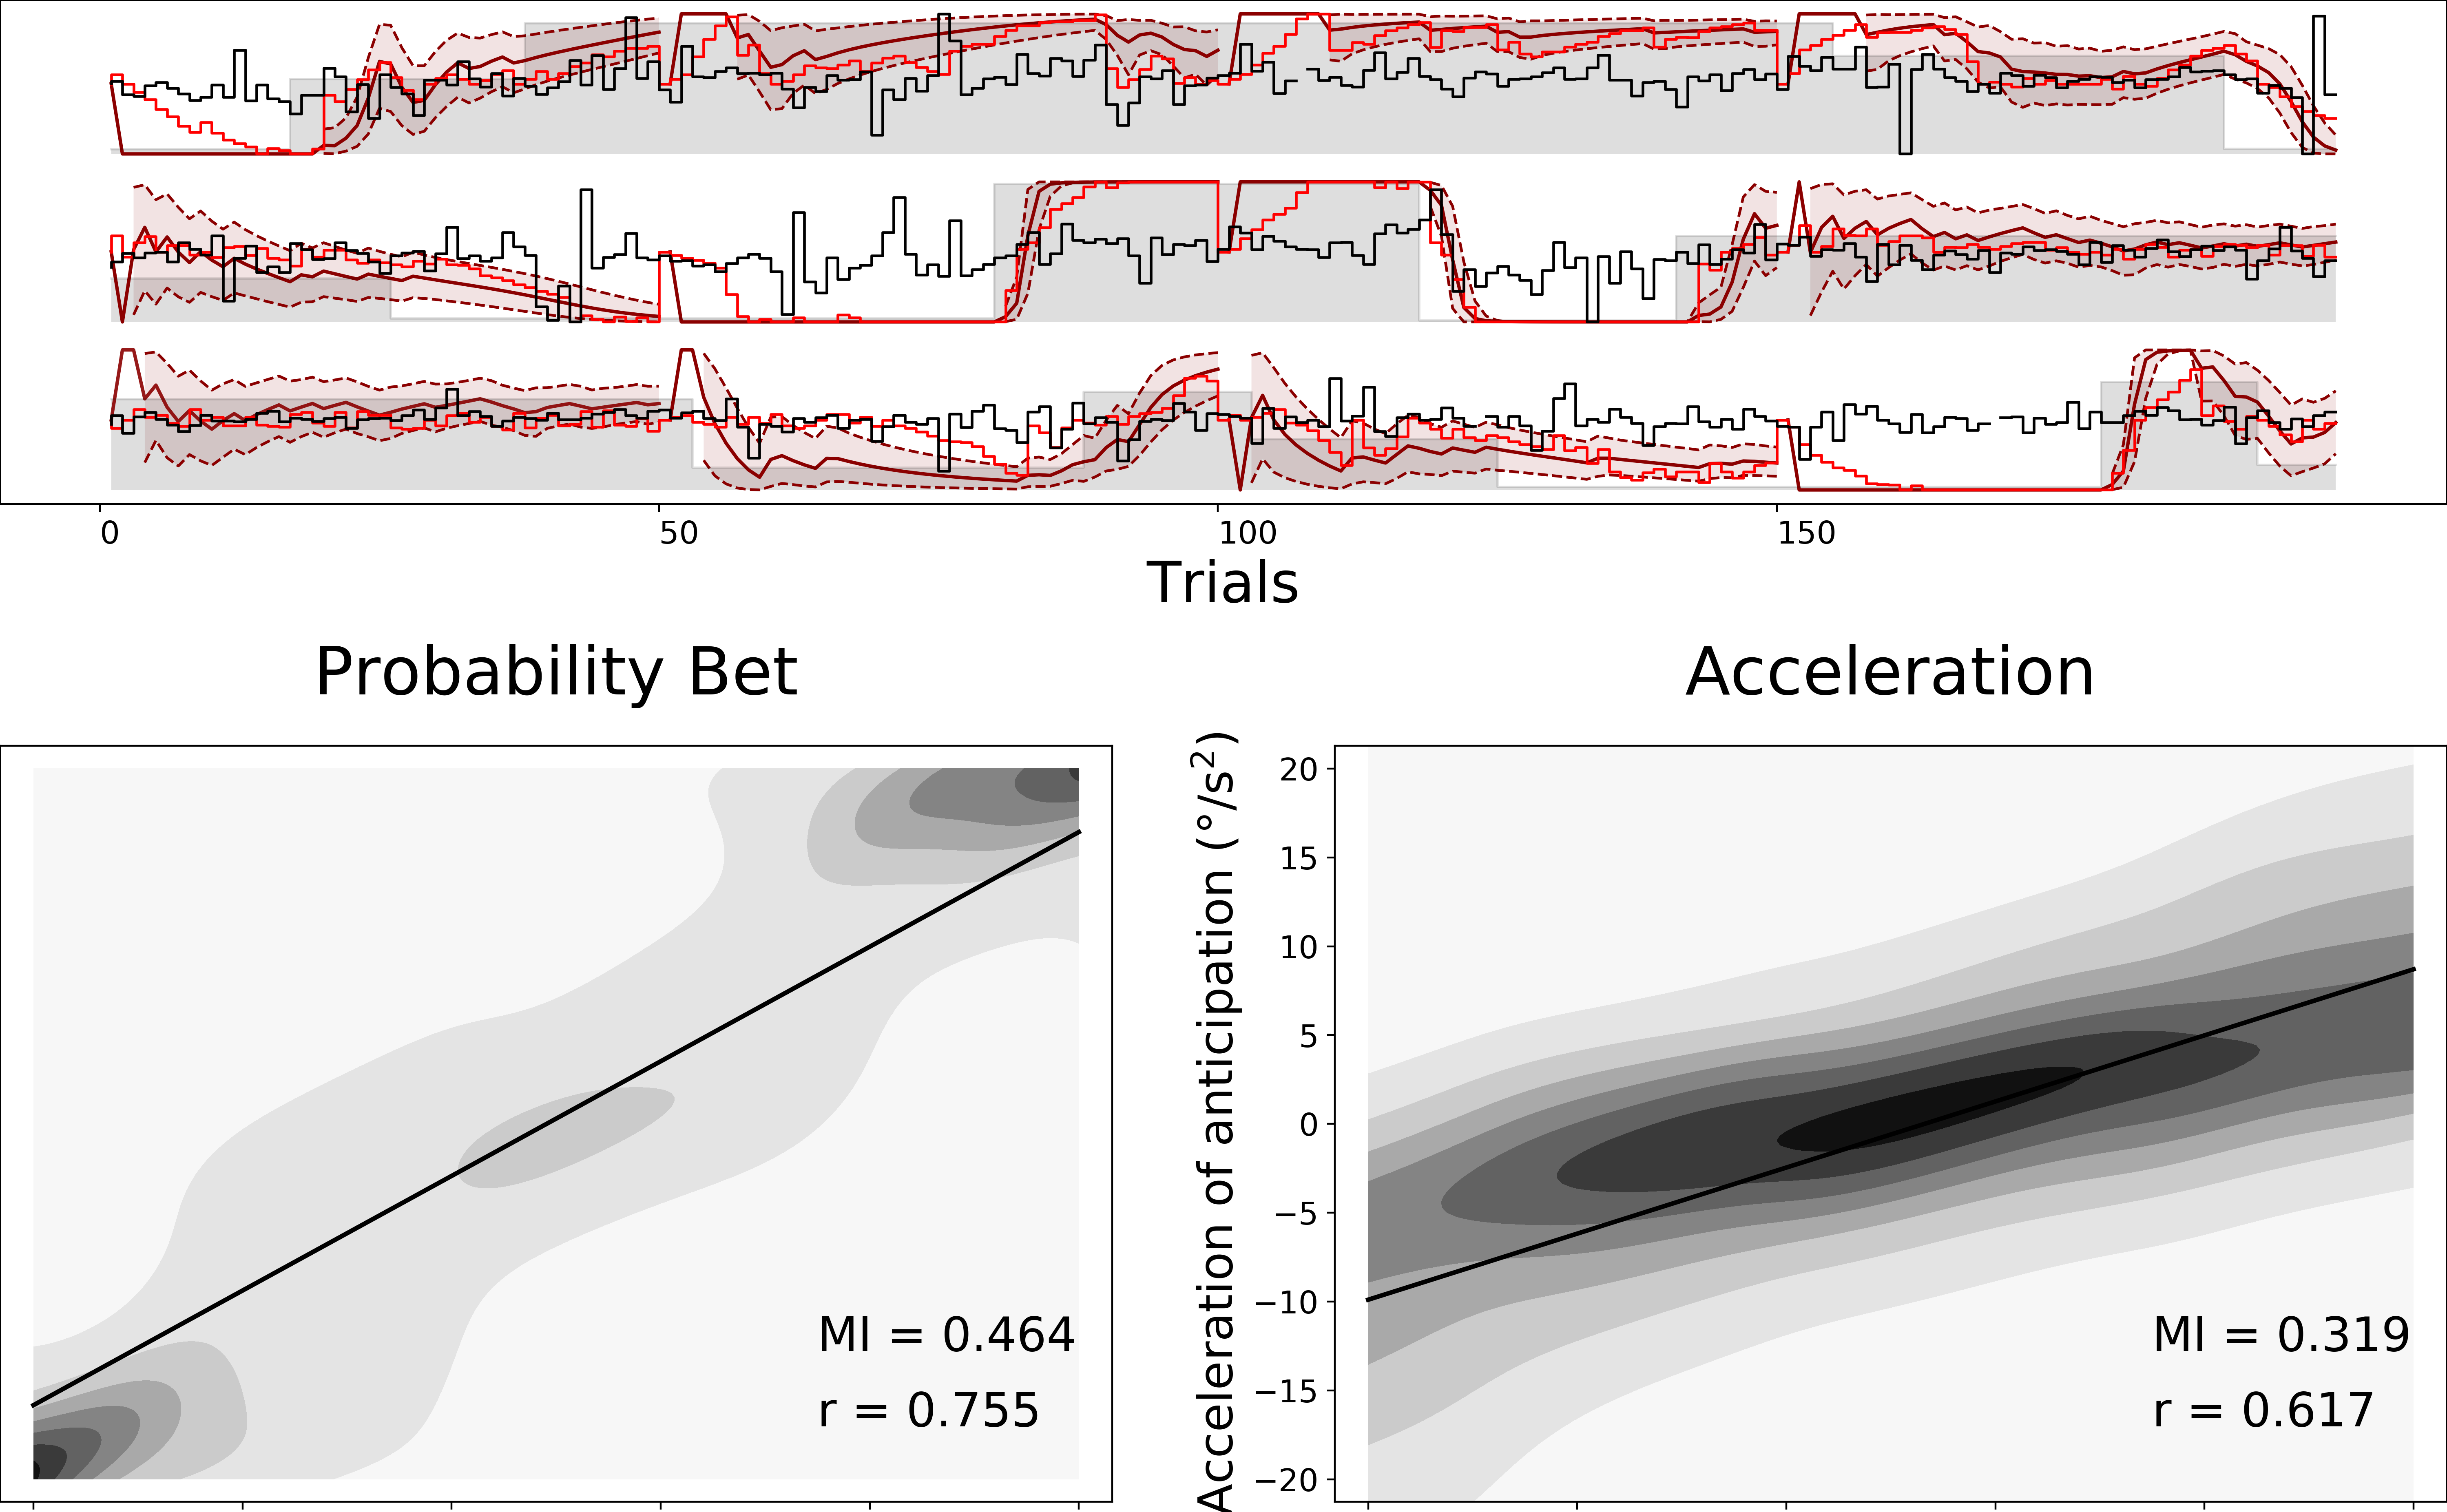 0 50 100 150
Trials
Probability Bet Acceleration
Acceleration of anticipation (°/s²)
20
15
10
5
0
−5
−10
−15
−20
MI = 0.464
r = 0.755
MI = 0.319
r = 0.617